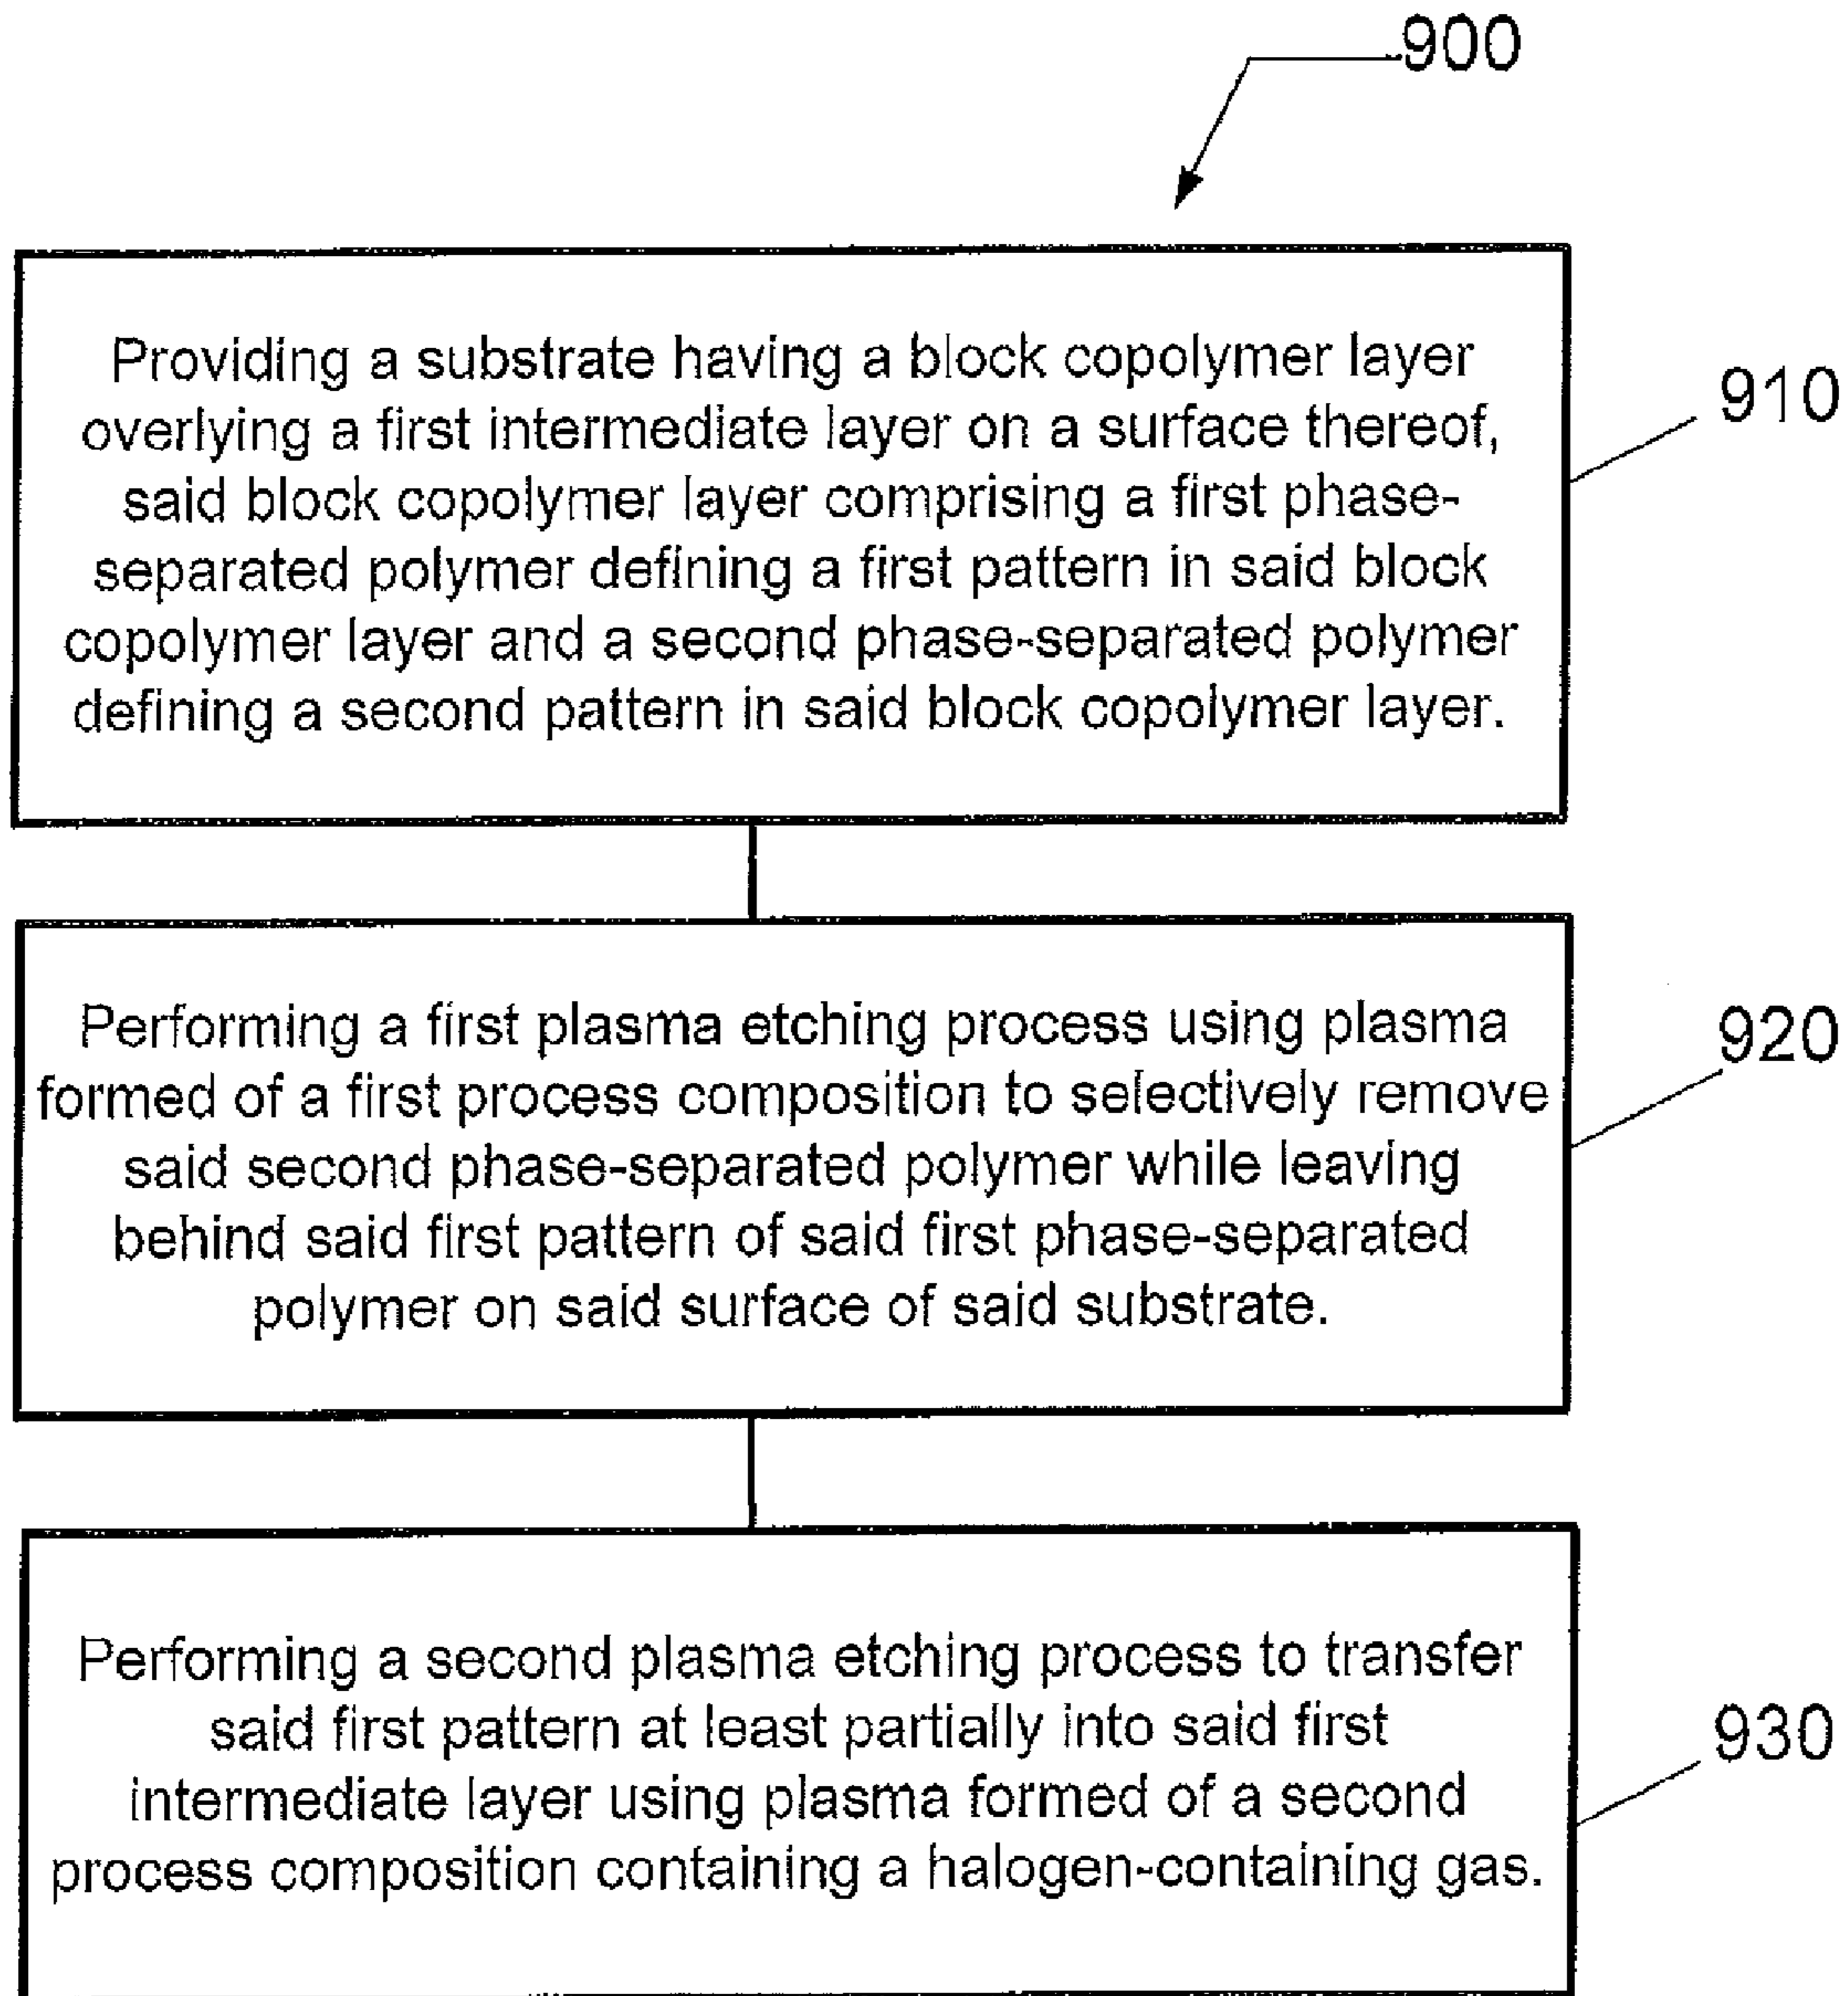 900
Providing a substrate having a block copolymer layer
overlying a first intermediate layer on a surface thereof,
said block copolymer layer comprising a first phase-
separated polymer defining a first pattern in said block
copolymer layer and a second phase-separated polymer
defining a second pattern in said block copolymer layer.
910
Performing a first plasma etching process using plasma
formed of a first process composition to selectively remove
said second phase-separated polymer while leaving
behind said first pattern of said first phase-separated
polymer on said surface of said substrate.
920
Performing a second plasma etching process to transfer
said first pattern at least partially into said first
intermediate layer using plasma formed of a second
process composition containing a halogen-containing gas.
930